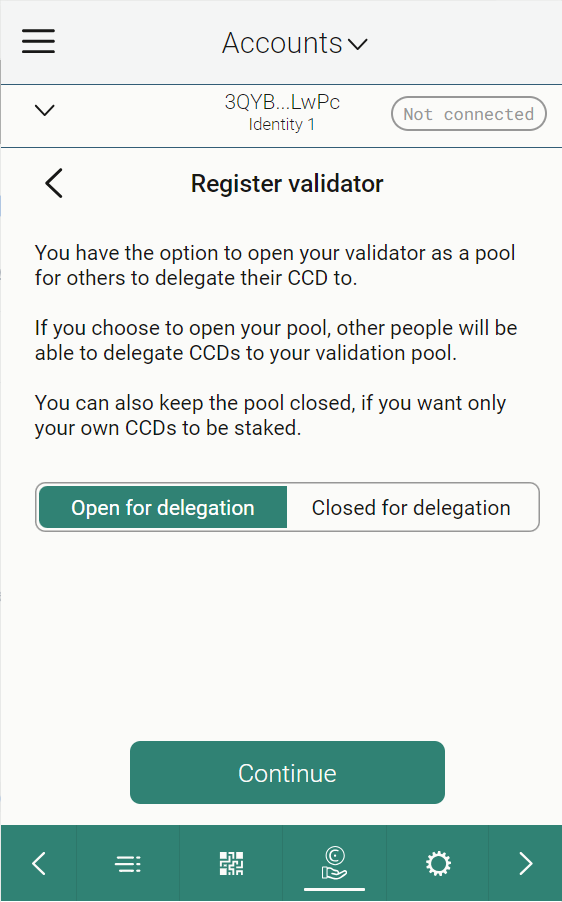 Accounts
3QYB...LwPc
Identity 1
Not connected
Register validator
You have the option to open your validator as a pool
for others to delegate their CCD to.
If you choose to open your pool, other people will be
able to delegate CCDs to your validation pool.
You can also keep the pool closed, if you want only
your own CCDs to be staked.
Open for delegation
Closed for delegation
Continue